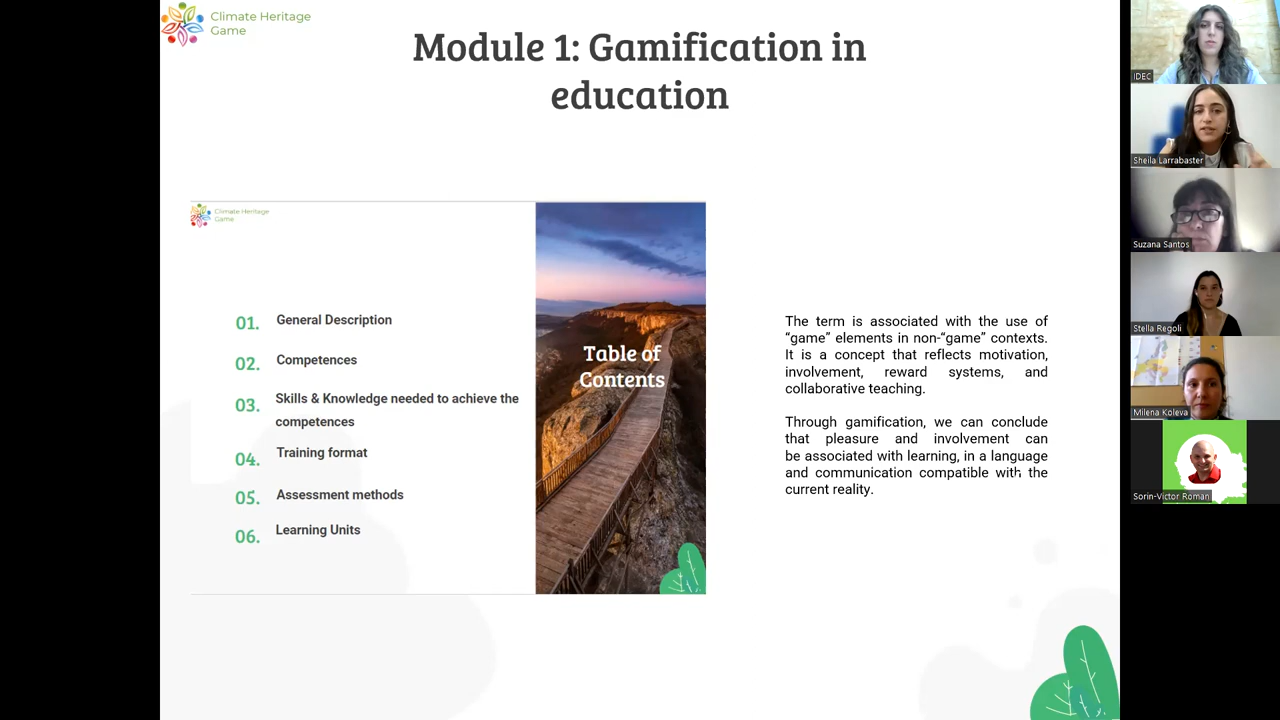 Climate Heritage
Game
Module 1: Gamification in
education
Climate Heritage
Game
01. General Description
02. Competences
03. Skills & Knowledge needed to achieve the
competences
04. Training format
05. Assessment methods
06. Learning Units
Table of
Contents
The term is associated with the use of
“game” elements in non-“game” contexts.
It is a concept that reflects motivation,
involvement, reward systems, and
collaborative teaching.
Through gamification, we can conclude
that pleasure and involvement can
be associated with learning, in a language
and communication compatible with the
current reality.
IDEC
Sheila Larrabaster
Suzana Santos
Stella Regoli
Milena Koleva
Sorin-Victor Roman